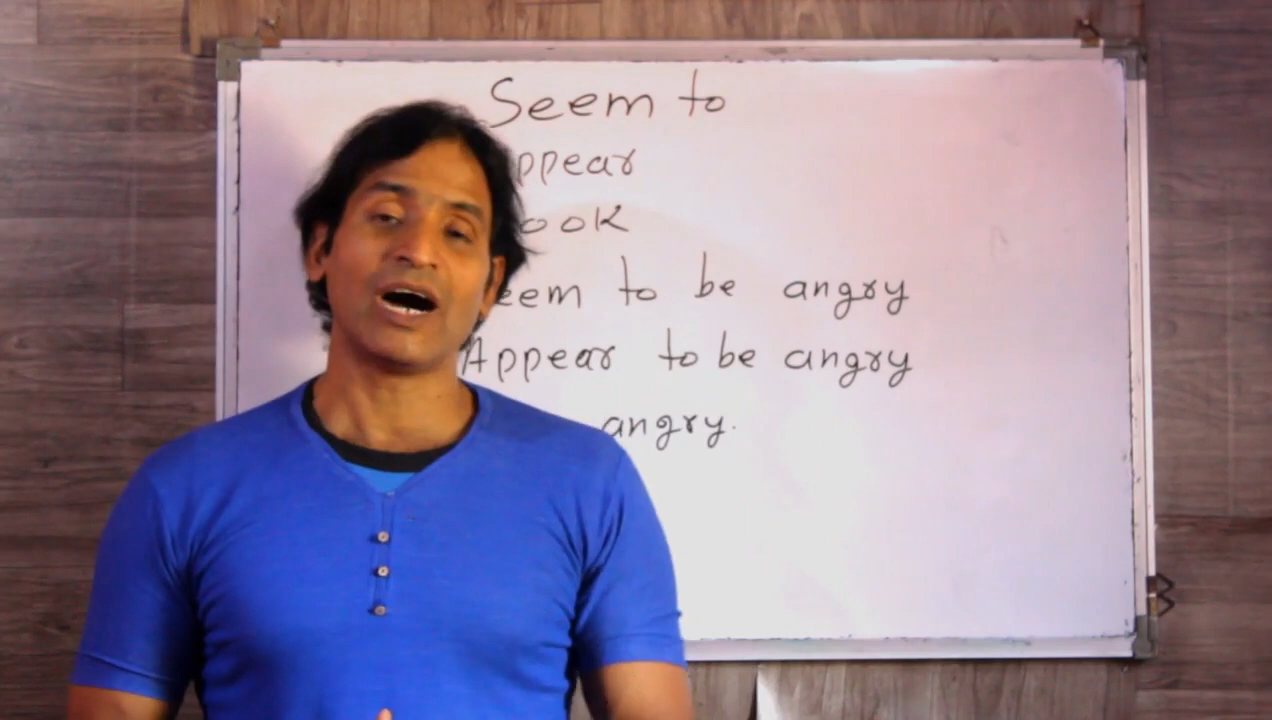 Seem to
ppear
ook
eem to be angry
Appear to be angry
angry.